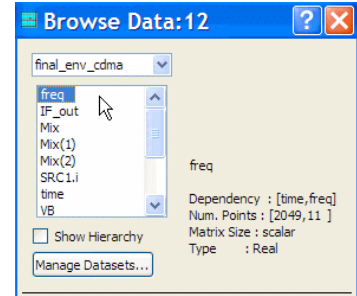 Browse Data:12
final_env_cdma
freq
IF_out
Mix
Mix(1)
Mix(2)
SRC1.i
time
VB
freq
Dependency : [time,freq]
Num. Points : [2049,11 ]
Matrix Size : scalar
Type : Real
Show Hierarchy
Manage Datasets...